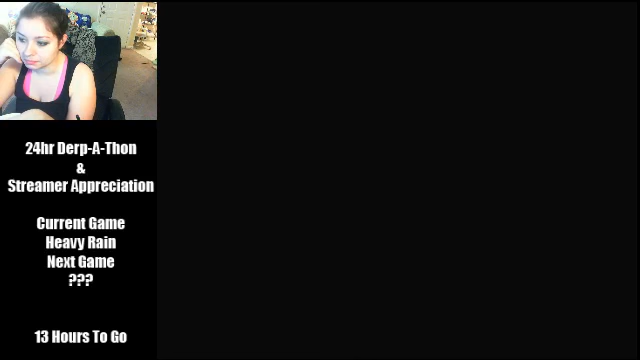 24hr Derp-A-Thon
&
Streamer Appreciation
Current Game
Heavy Rain
Next Game
???
13 Hours To Go